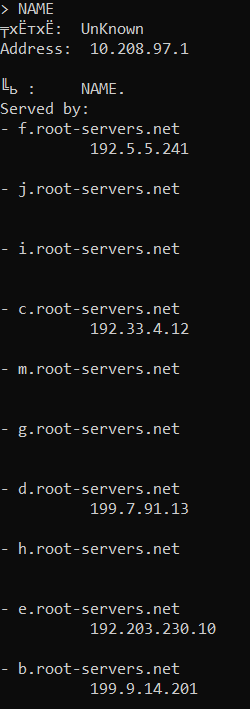 > NAME
╤хЁтхЁ:  UnKnown
Address:  10.208.97.1
╚ь :     NAME.
Served by:
- f.root-servers.net
192.5.5.241
- j.root-servers.net
- i.root-servers.net
- c.root-servers.net
192.33.4.12
- m.root-servers.net
- g.root-servers.net
- d.root-servers.net
199.7.91.13
- h.root-servers.net
- e.root-servers.net
192.203.230.10
- b.root-servers.net
199.9.14.201